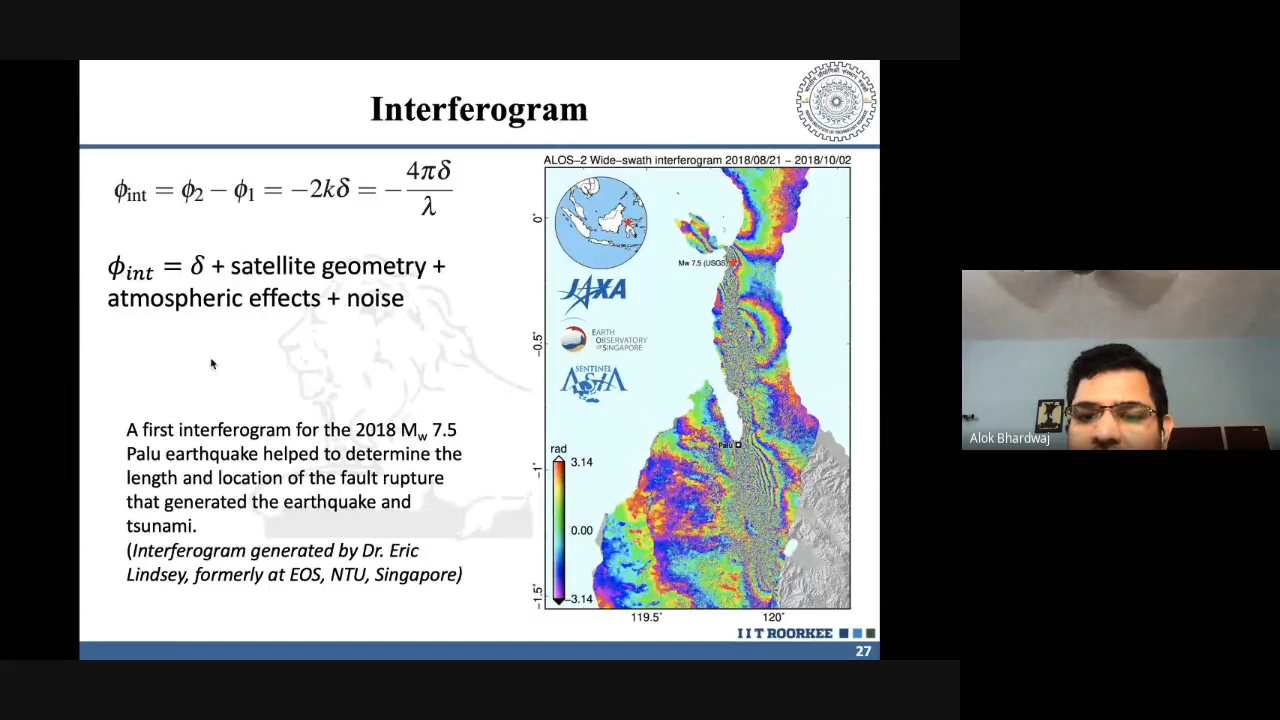 Interferogram
ϕint = ϕ2 − ϕ1 = −2kδ = − 4πδ / λ
ϕint = δ + satellite geometry +
atmospheric effects + noise
A first interferogram for the 2018 Mw 7.5
Palu earthquake helped to determine the
length and location of the fault rupture
that generated the earthquake and
tsunami.
(Interferogram generated by Dr. Eric
Lindsey, formerly at EOS, NTU, Singapore)
ALOS−2 Wide−swath interferogram 2018/08/21 − 2018/10/02
0˚
Mw 7.5 (USGS)
JAXA
EARTH
OBSERVATORY
OF SINGAPORE
−0.5˚
SENTINEL
ASIA
Palu
rad
3.14
−1˚
0.00
−3.14
−1.5˚
119.5˚
120˚
I I T ROORKEE
27
Alok Bhardwaj